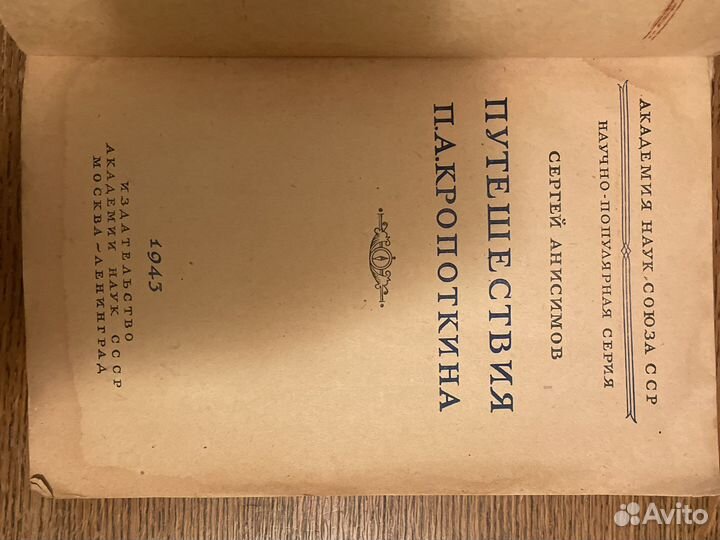 АКАДЕМИЯ НАУК СОЮЗА ССР
НАУЧНО-ПОПУЛЯРНАЯ СЕРИЯ
СЕРГЕЙ АНИСИМОВ
ПУТЕШЕСТВИЯ
П.А.КРОПОТКИНА
1943
ИЗДАТЕЛЬСТВО
АКАДЕМИИ НАУК СССР
МОСКВА~ЛЕНИНГРАД
Avito